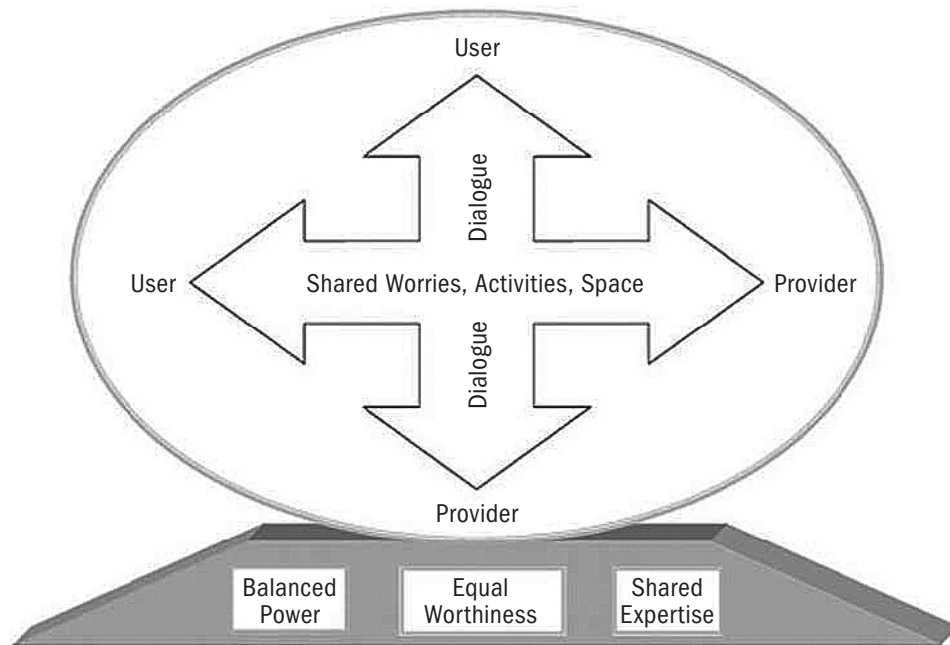 User
Dialogue
User
Shared Worries, Activities, Space
Provider
Dialogue
Provider
Balanced
Power
Equal
Worthiness
Shared
Expertise